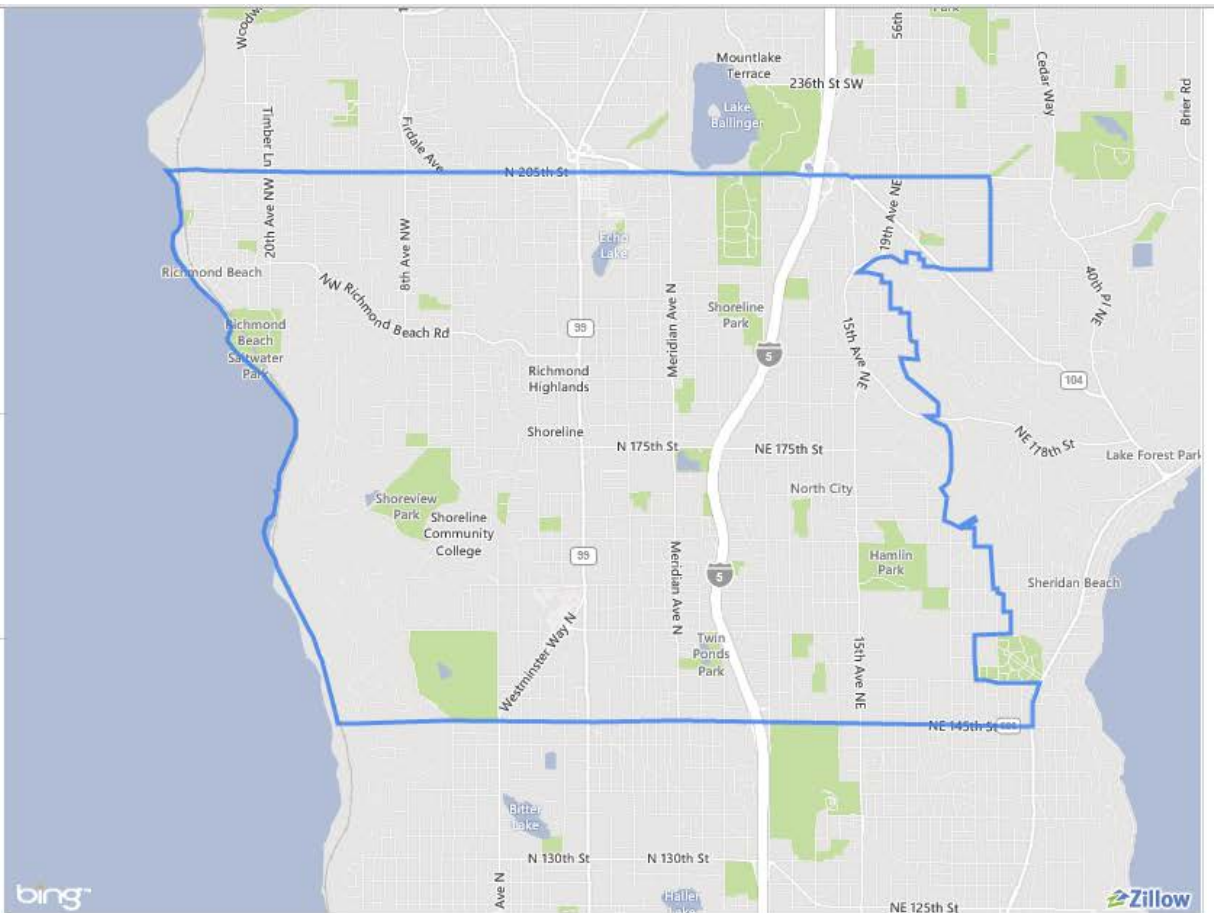 Mountlake
Terrace
56th
236th St SW
Cedar Way
Brier Rd
Lake
Ballinger
Timber Ln
Firdale Ave
N 205th St
20th Ave NW
8th Ave NW
19th Ave NE
Echo
Lake
Richmond Beach
NW Richmond Beach Rd
40th Pl NE
Meridian Ave N
Shoreline
Park
99
Richmond
Beach
Saltwater
Park
15th Ave NE
5
Richmond
Highlands
104
Shoreline
N 175th St
NE 175th St
NE 178th St
Lake Forest Park
North City
Shoreview
Park
Shoreline
Community
College
99
Meridian Ave N
Hamlin
Park
5
Sheridan Beach
Westminster Way N
Twin
Ponds
Park
15th Ave NE
NE 145th St
Bitter
Lake
N 130th St
N 130th St
Ave N
Haller
NE 125th St
bing
Zillow